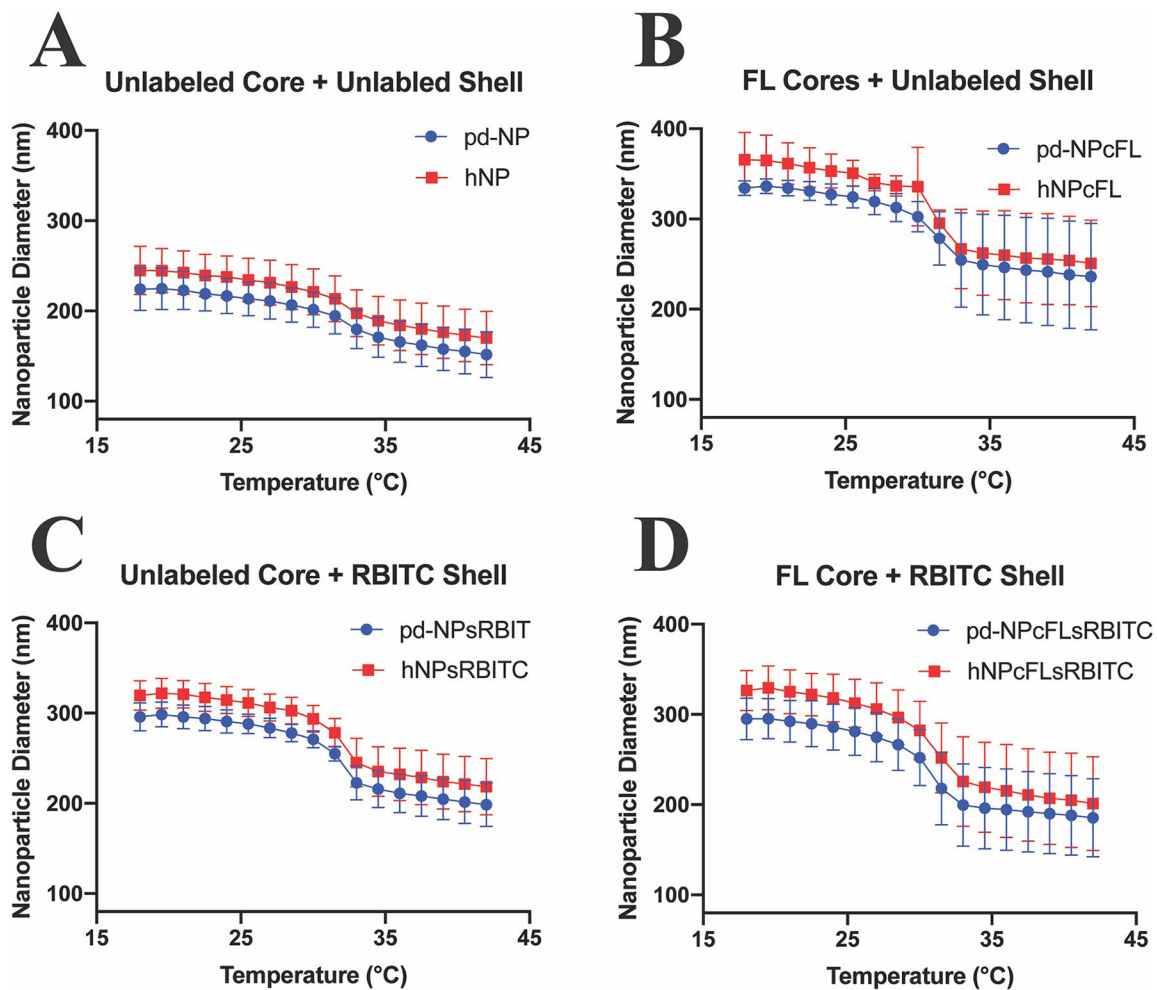 A
Unlabeled Core + Unlabled Shell
Nanoparticle Diameter (nm)
400
300
200
100
15
25
35
45
Temperature (°C)
pd-NP
hNP
B
FL Cores + Unlabeled Shell
Nanoparticle Diameter (nm)
400
300
200
100
15
25
35
45
Temperature (°C)
pd-NPcFL
hNPcFL
C
Unlabeled Core + RBITC Shell
Nanoparticle Diameter (nm)
400
300
200
100
15
25
35
45
Temperature (°C)
pd-NPsRBIT
hNPsRBITC
D
FL Core + RBITC Shell
Nanoparticle Diameter (nm)
400
300
200
100
15
25
35
45
Temperature (°C)
pd-NPcFLsRBITC
hNPcFLsRBITC